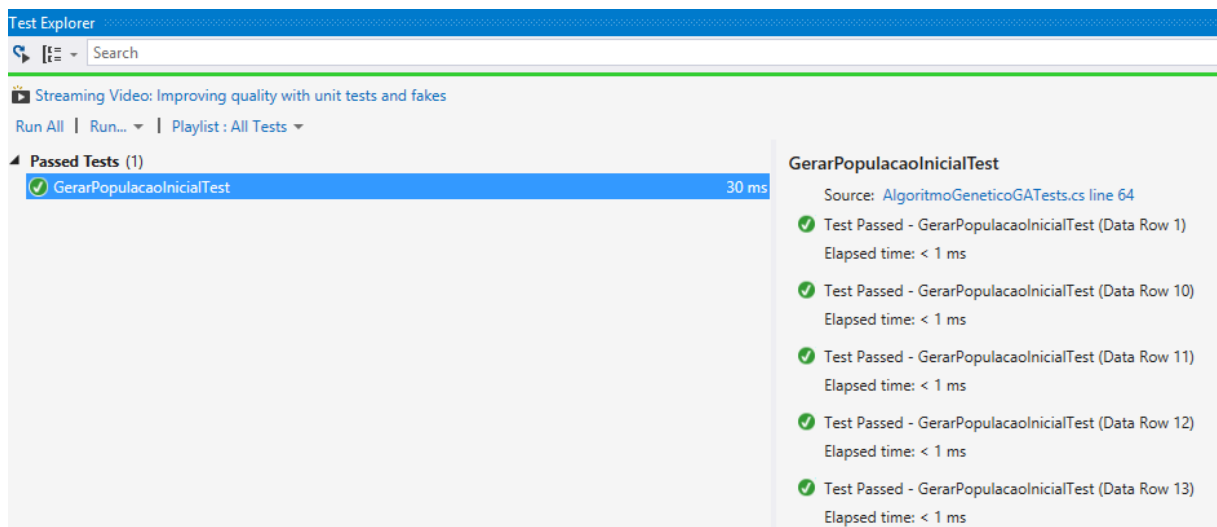 Test Explorer
Search
Streaming Video: Improving quality with unit tests and fakes
Run All | Run... | Playlist : All Tests
Passed Tests (1)
GerarPopulacaoInicialTest 30 ms
GerarPopulacaoInicialTest
Source: AlgoritmoGeneticoGATests.cs line 64
Test Passed - GerarPopulacaoInicialTest (Data Row 1)
Elapsed time: < 1 ms
Test Passed - GerarPopulacaoInicialTest (Data Row 10)
Elapsed time: < 1 ms
Test Passed - GerarPopulacaoInicialTest (Data Row 11)
Elapsed time: < 1 ms
Test Passed - GerarPopulacaoInicialTest (Data Row 12)
Elapsed time: < 1 ms
Test Passed - GerarPopulacaoInicialTest (Data Row 13)
Elapsed time: < 1 ms